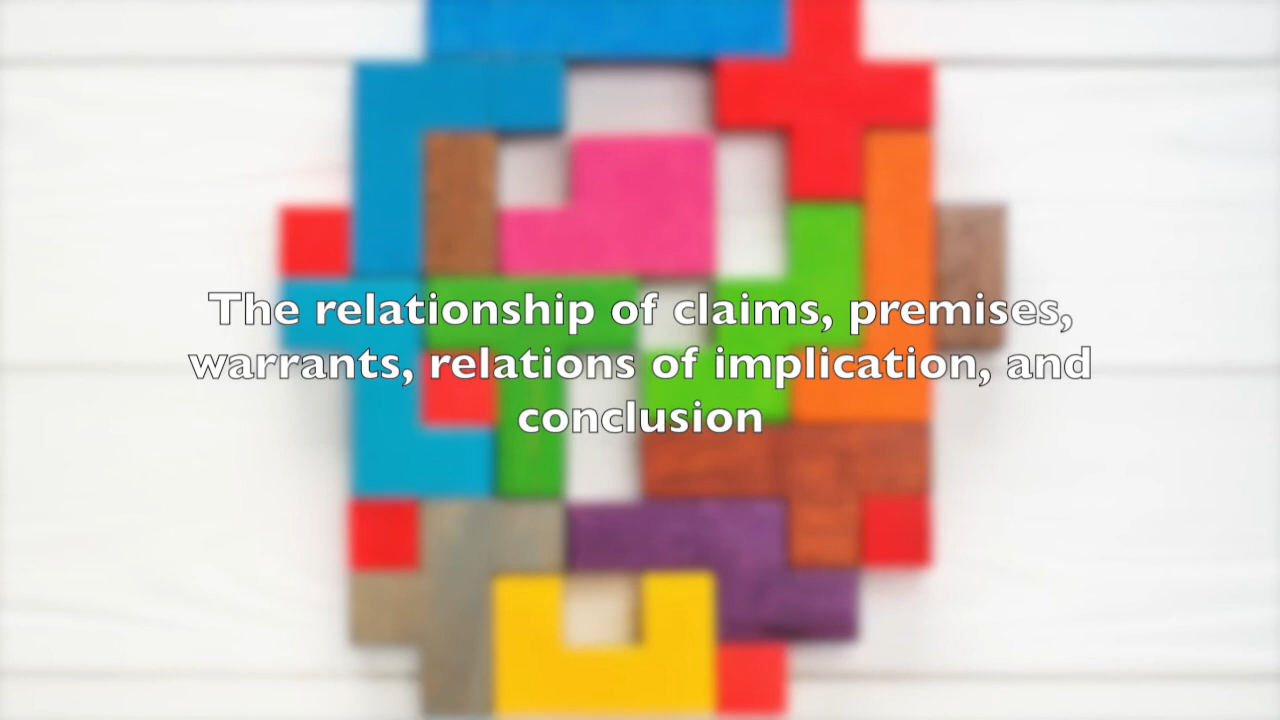 The relationship of claims, premises,
warrants, relations of implication, and
conclusion